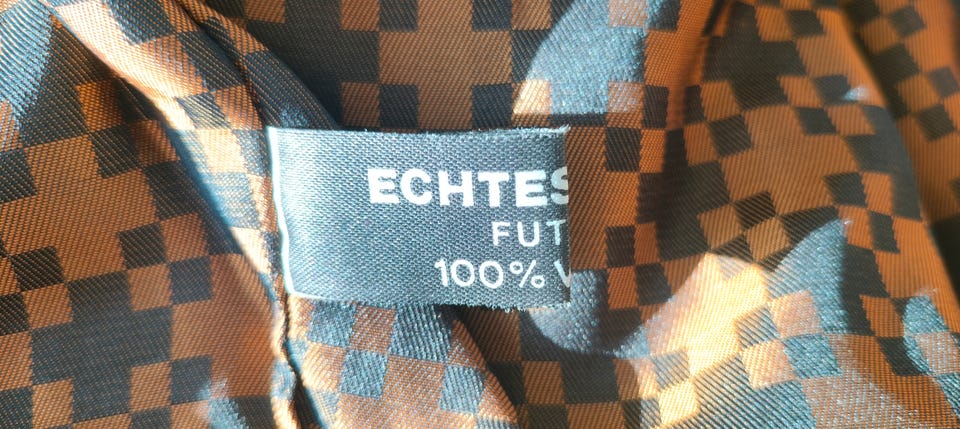 ECHTES
FUT
100% V